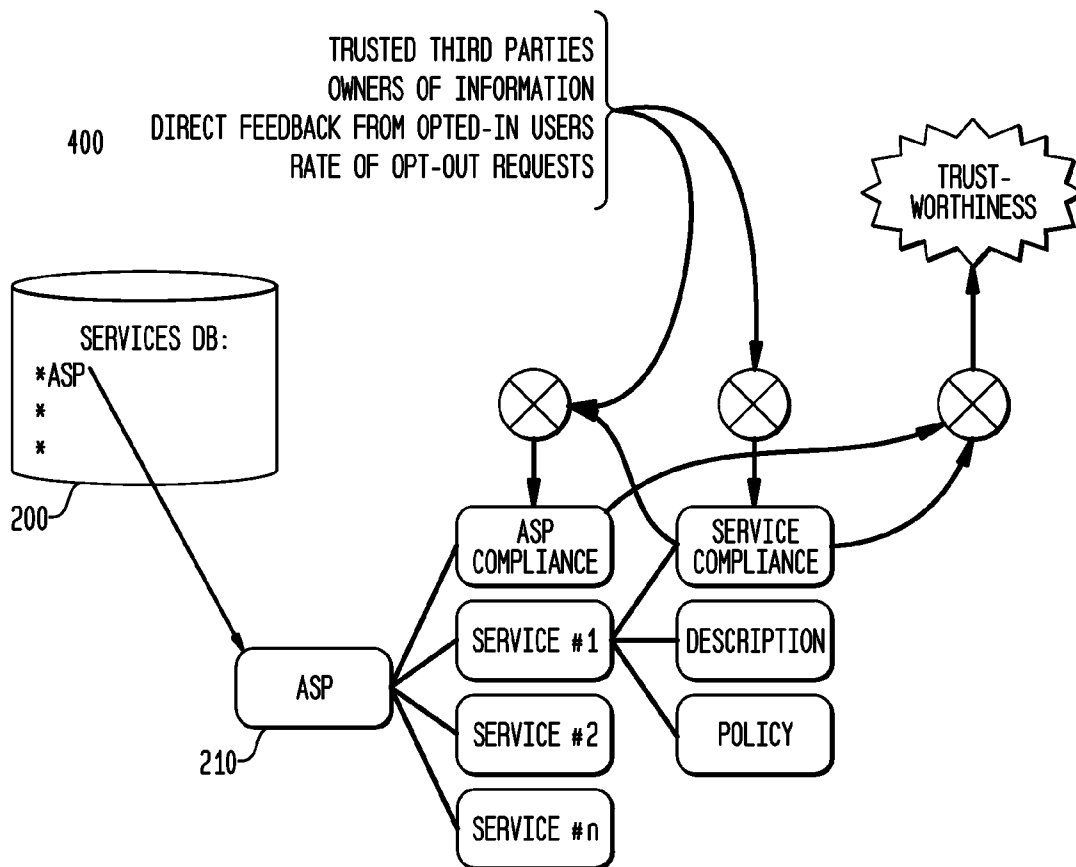 TRUSTED THIRD PARTIES
OWNERS OF INFORMATION
DIRECT FEEDBACK FROM OPTED-IN USERS
RATE OF OPT-OUT REQUESTS
400
TRUST-
WORTHINESS
SERVICES DB:
*ASP
*
*
200
ASP
COMPLIANCE
SERVICE
COMPLIANCE
SERVICE #1
DESCRIPTION
ASP
210
SERVICE #2
POLICY
SERVICE #n